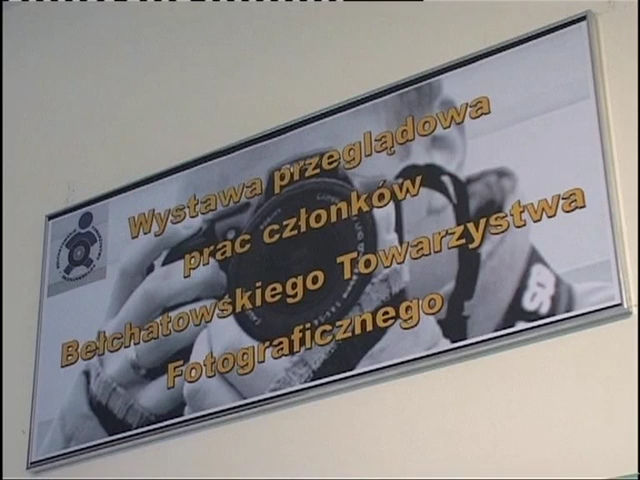 Wystawa przeglądowa
prac członków
Bełchatowskiego Towarzystwa
Fotograficznego